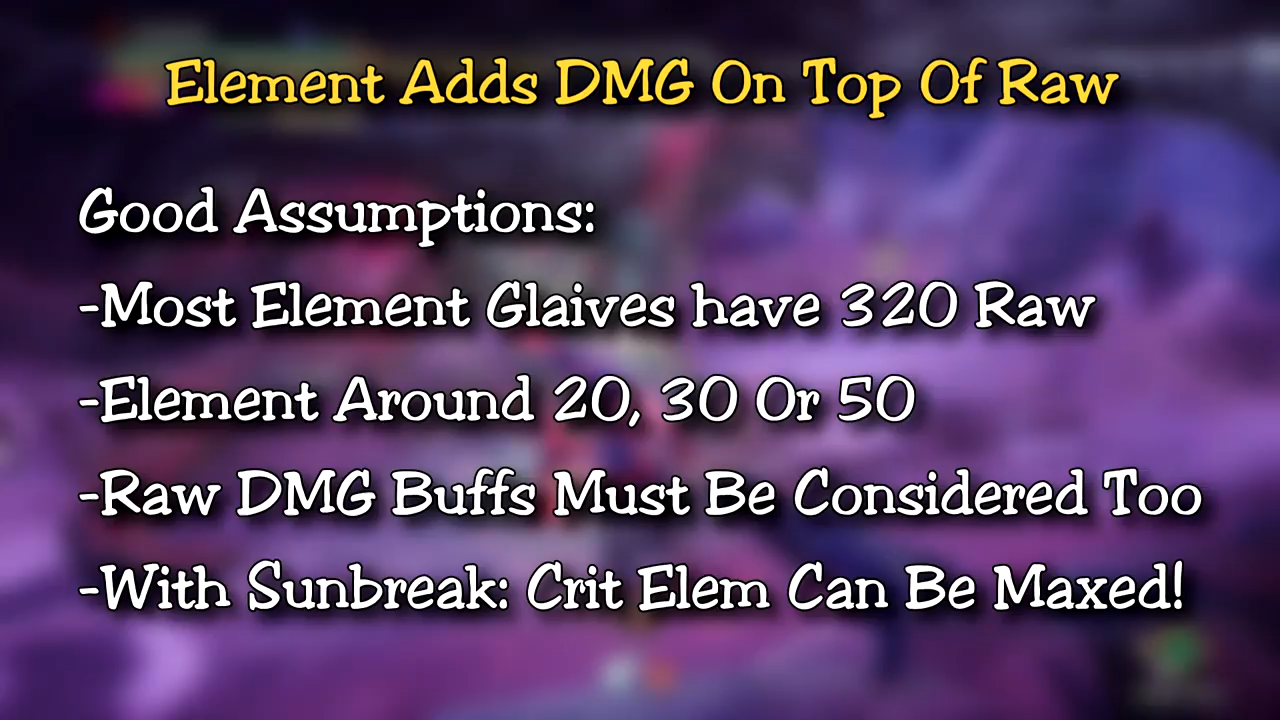 Element Adds DMG On Top Of Raw
Good Assumptions:
-Most Element Glaives have 320 Raw
-Element Around 20, 30 Or 50
-Raw DMG Buffs Must Be Considered Too
-With Sunbreak: Crit Elem Can Be Maxed!